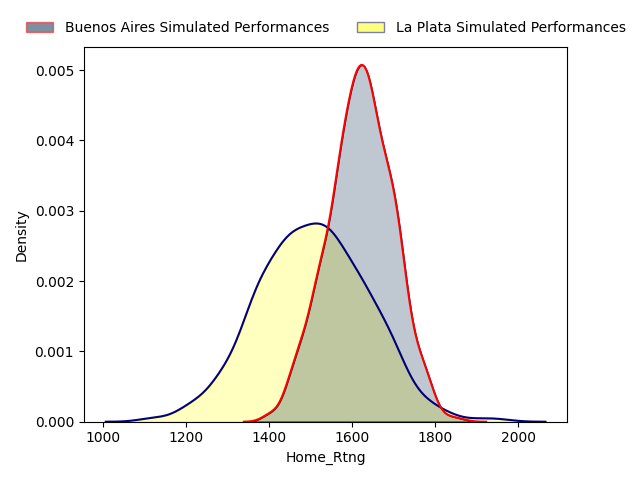 Buenos Aires Simulated Performances La Plata Simulated Performances
0.005
0.004
0.003
0.002
0.001
0.000
Density
1000 1200 1400 1600 1800 2000
Home_Rtng